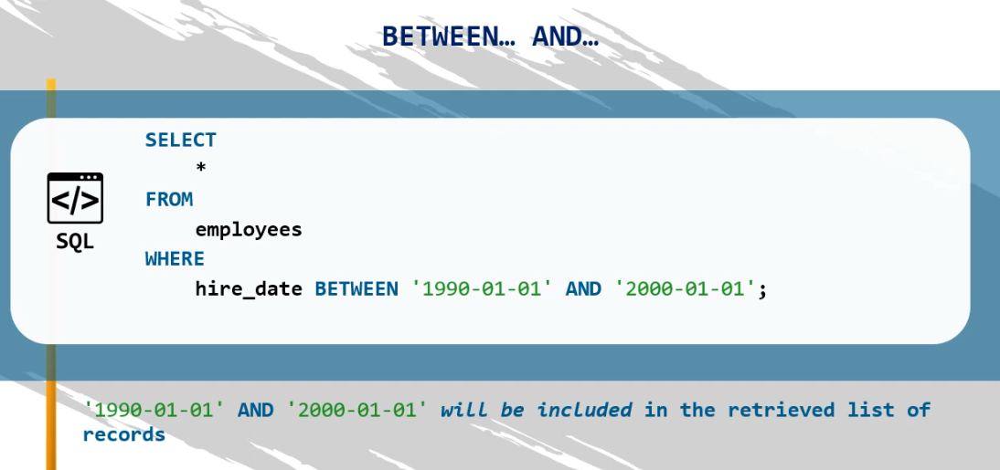 BETWEEN… AND…
SELECT
*
FROM
employees
WHERE
hire_date BETWEEN '1990-01-01' AND '2000-01-01';
</>
SQL
'1990-01-01' AND '2000-01-01' will be included in the retrieved list of
records